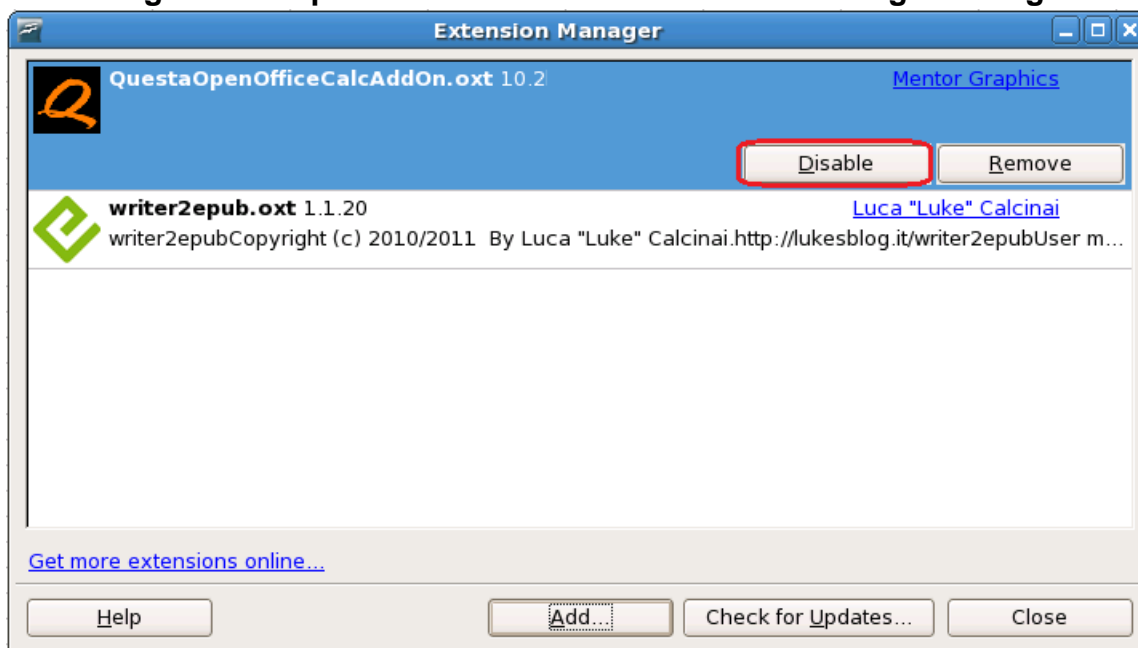 Extension Manager
QuestaOpenOfficeCalcAddOn.oxt 10.2 Mentor Graphics
Disable Remove
writer2epub.oxt 1.1.20 Luca "Luke" Calcinai
writer2epubCopyright (c) 2010/2011 By Luca "Luke" Calcinai.http://lukesblog.it/writer2epubUser m...
Get more extensions online...
Help Add... Check for Updates... Close